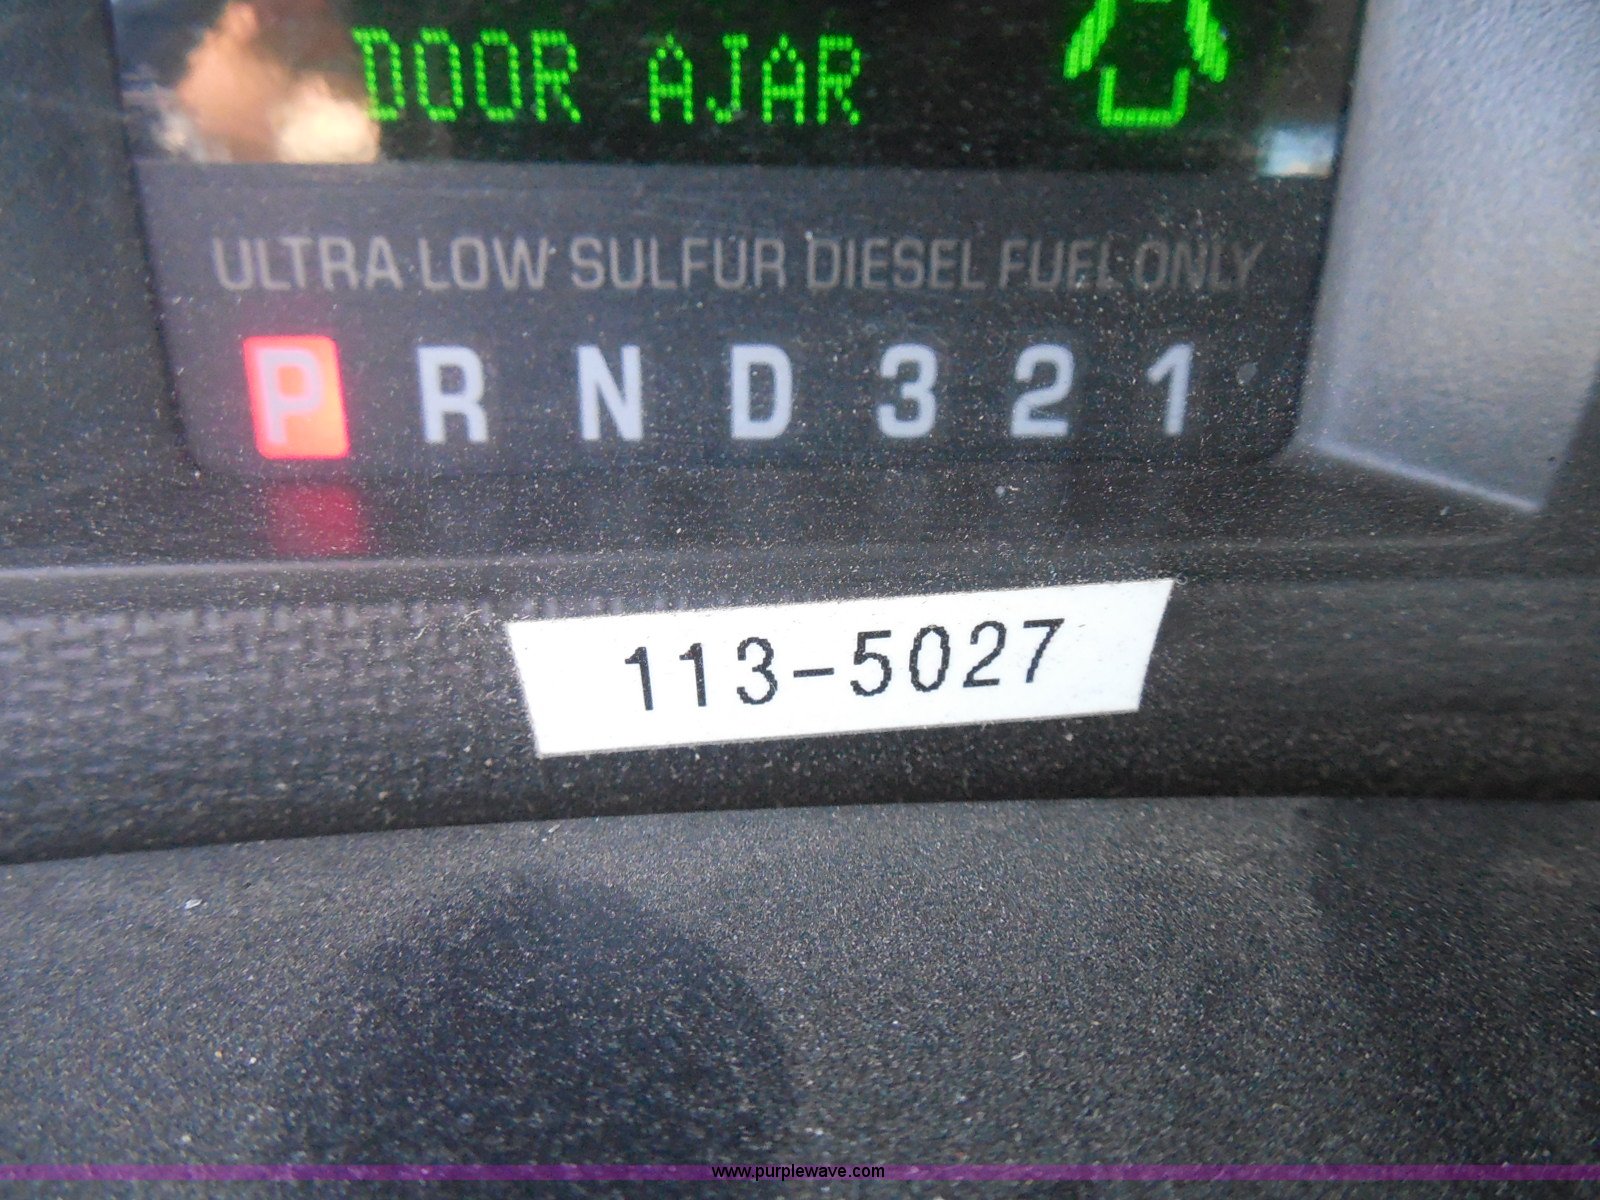 DOOR AJAR
ULTRA LOW SULFUR DIESEL FUEL ONLY
P R N D 3 2 1
113-5027
www.purplewave.com